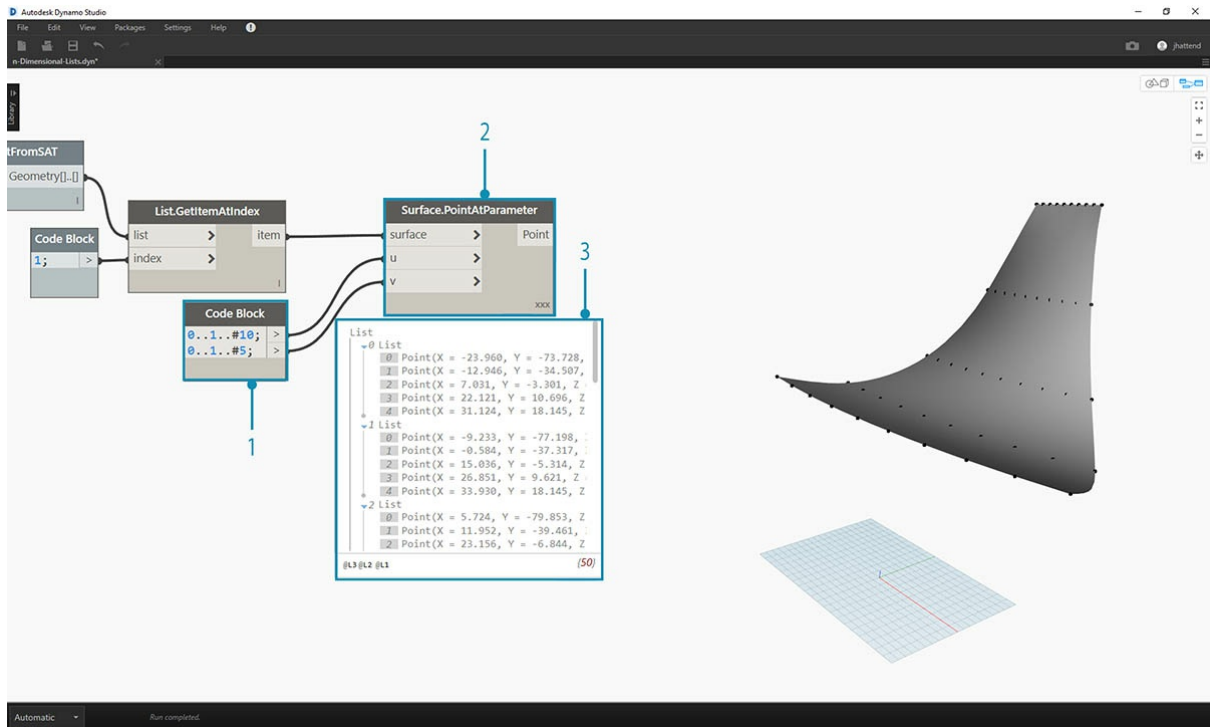 Autodesk Dynamo Studio
File Edit View Packages Settings Help
jhattend
n-Dimensional-Lists.dyn*
Library
tFromSAT
Geometry[]..[]
Code Block
1; >
List.GetItemAtIndex
list > item
index >
Code Block
0..1..#10; >
0..1..#5; >
1
2
Surface.PointAtParameter
surface > Point
u >
v >
xxx
3
List
0 List
0 Point(X = -23.960, Y = -73.728,
1 Point(X = -12.946, Y = -34.507,
2 Point(X = 7.031, Y = -3.301, Z
3 Point(X = 22.121, Y = 10.696, Z
4 Point(X = 31.124, Y = 18.145, Z
1 List
0 Point(X = -9.233, Y = -77.198,
1 Point(X = -0.584, Y = -37.317,
2 Point(X = 15.036, Y = -5.314, Z
3 Point(X = 26.851, Y = 9.621, Z
4 Point(X = 33.930, Y = 18.145, Z
2 List
0 Point(X = 5.724, Y = -79.853, Z
1 Point(X = 11.952, Y = -39.461,
2 Point(X = 23.156, Y = -6.844, Z
@L3 @L2 @L1 {50}
Automatic
Run completed.